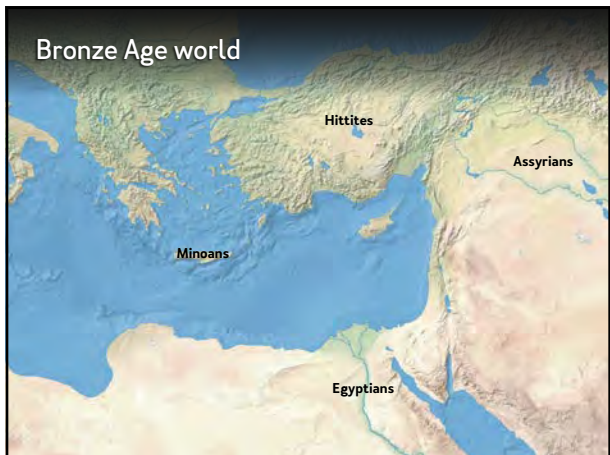 Bronze Age world
Hittites
Assyrians
Minoans
Egyptians